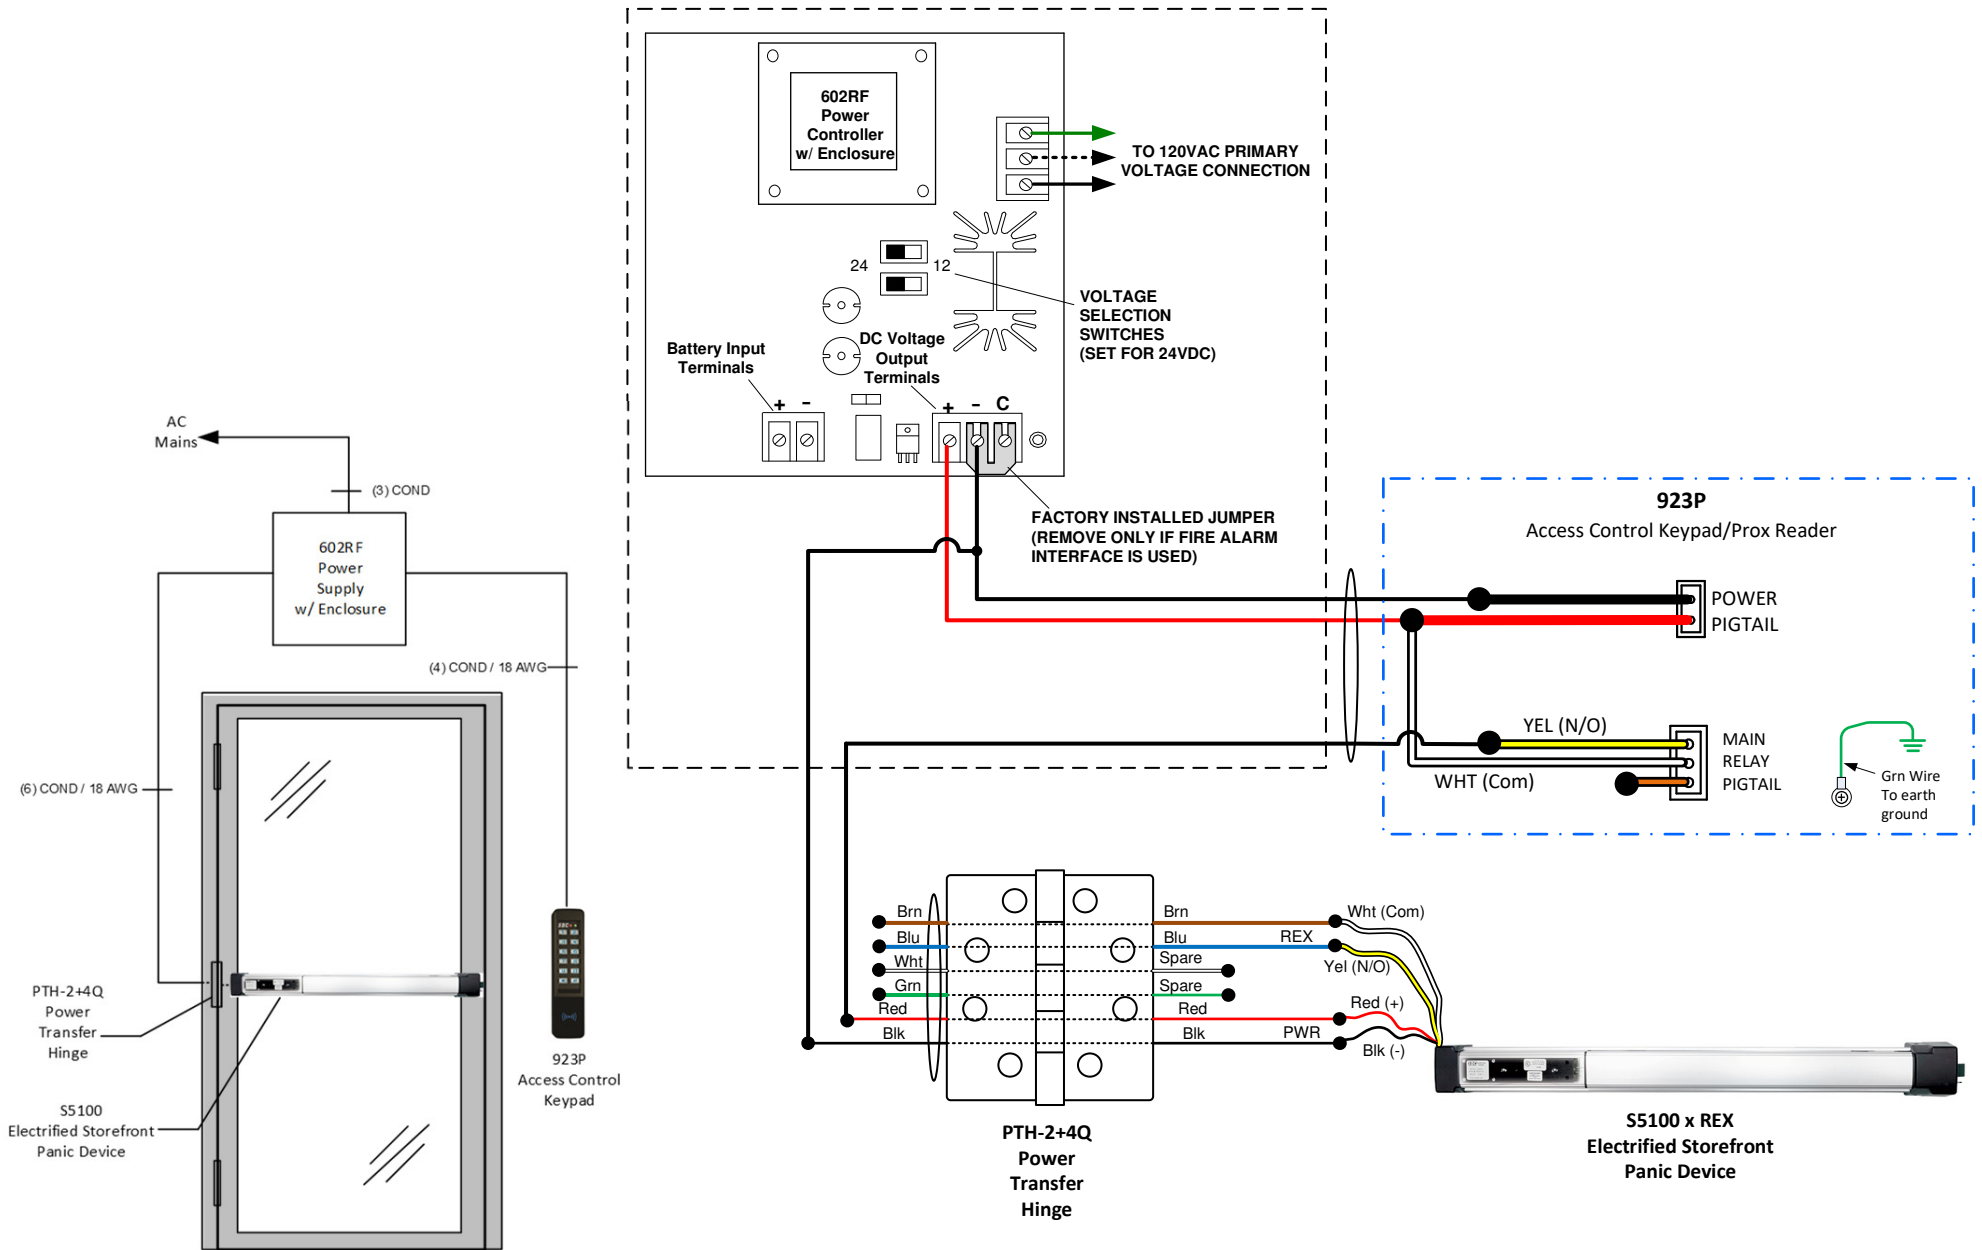 602RF
Power
Controller
w/ Enclosure
TO 120VAC PRIMARY
VOLTAGE CONNECTION
24
12
VOLTAGE
SELECTION
SWITCHES
(SET FOR 24VDC)
Battery Input
Terminals
DC Voltage
Output
Terminals
+ -
+ - C
FACTORY INSTALLED JUMPER
(REMOVE ONLY IF FIRE ALARM
INTERFACE IS USED)
AC
Mains
(3) COND
602RF
Power
Supply
w/ Enclosure
(4) COND / 18 AWG
(6) COND / 18 AWG
PTH-2+4Q
Power
Transfer
Hinge
S5100
Electrified Storefront
Panic Device
923P
Access Control
Keypad
923P
Access Control Keypad/Prox Reader
POWER
PIGTAIL
YEL (N/O)
WHT (Com)
MAIN
RELAY
PIGTAIL
Grn Wire
To earth
ground
Brn
Blu
Wht
Grn
Red
Blk
Brn
Blu
REX
Spare
Spare
Red
Blk
PWR
Wht (Com)
Yel (N/O)
Red (+)
Blk (-)
PTH-2+4Q
Power
Transfer
Hinge
S5100 x REX
Electrified Storefront
Panic Device